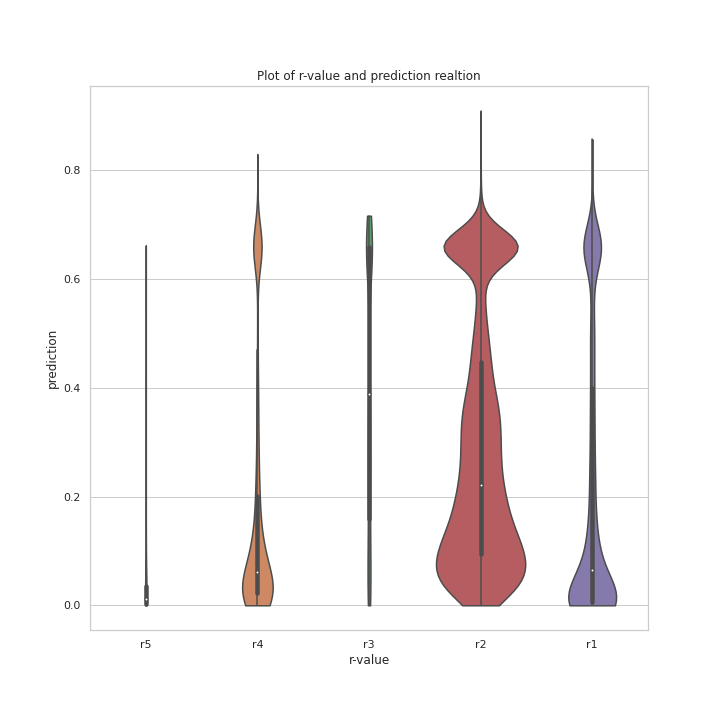 Plot of r-value and prediction realtion
0.8
0.6
0.4
0.2
0.0
prediction
r5 r4 r3 r2 r1
r-value